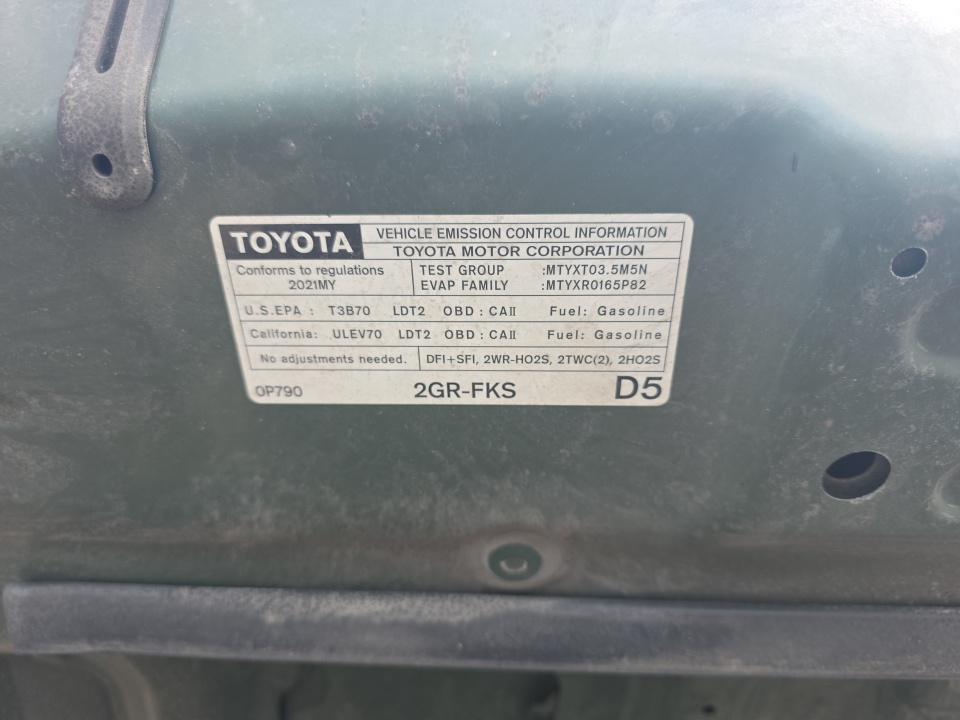 TOYOTA VEHICLE EMISSION CONTROL INFORMATION
TOYOTA MOTOR CORPORATION
Conforms to regulations
2021MY
TEST GROUP :MTYXT03.5M5N
EVAP FAMILY :MTYXR0165P82
U.S.EPA : T3B70 LDT2 OBD : CAⅡ Fuel: Gasoline
California: ULEV70 LDT2 OBD : CAⅡ Fuel: Gasoline
No adjustments needed. DFI+SFI, 2WR-HO2S, 2TWC(2), 2HO2S
0P790 2GR-FKS D5